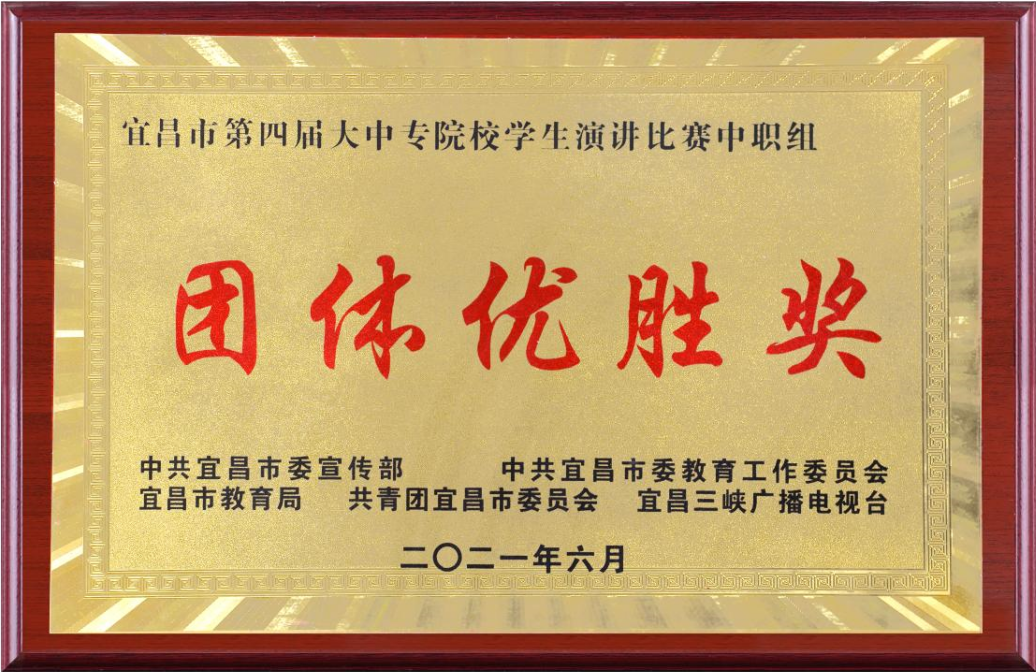 宜昌市第四届大中专院校学生演讲比赛中职组
团体优胜奖
中共宜昌市委宣传部 中共宜昌市委教育工作委员会
宜昌市教育局 共青团宜昌市委员会 宜昌三峡广播电视台
二〇二一年六月